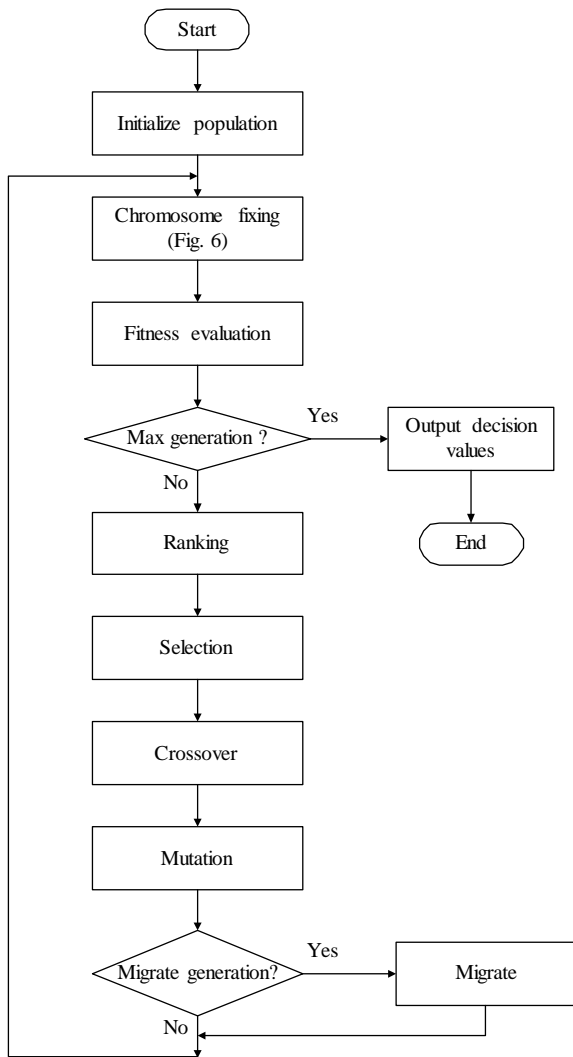 Start
Initialize population
Chromosome fixing
(Fig. 6)
Fitness evaluation
Max generation ?
Yes
Output decision
values
No
End
Ranking
Selection
Crossover
Mutation
Migrate generation?
Yes
Migrate
No